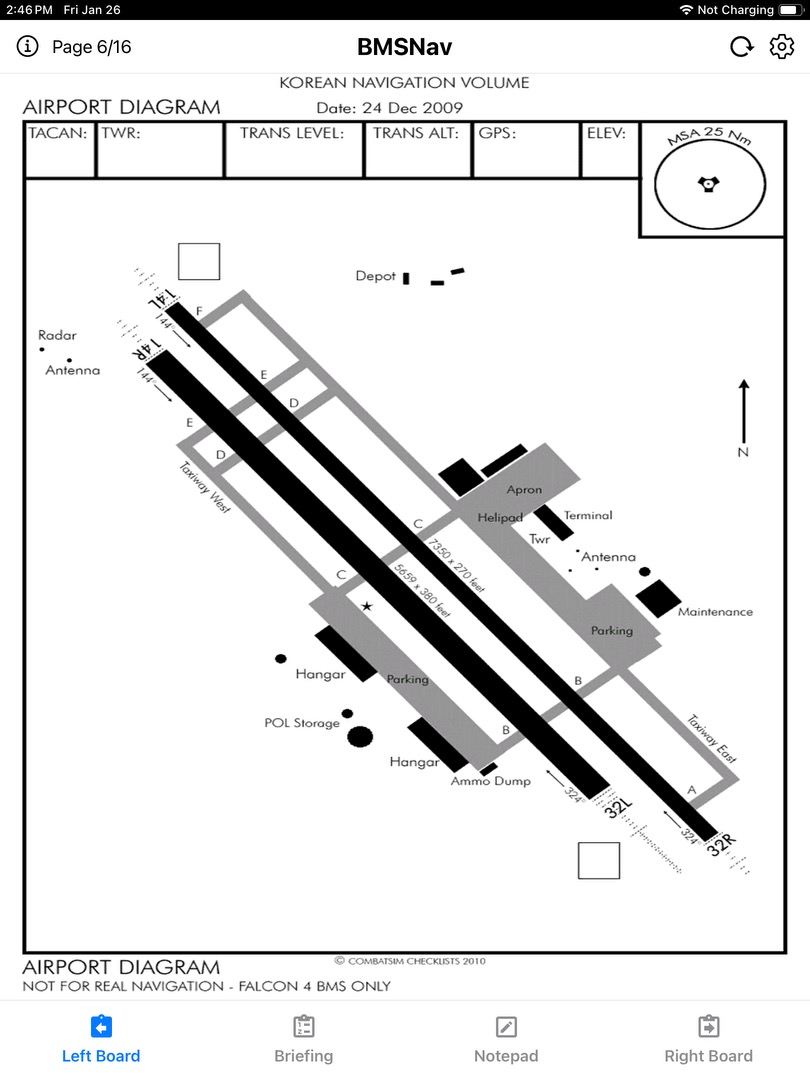 2:46 PM Fri Jan 26
Not Charging
Page 6/16
BMSNav
KOREAN NAVIGATION VOLUME
AIRPORT DIAGRAM
Date: 24 Dec 2009
TACAN:
TWR:
TRANS LEVEL:
TRANS ALT:
GPS:
ELEV:
MSA 25 Nm
Depot
14L
F
144°
Radar
14R
Antenna
144°
E
D
E
D
N
Taxiway West
Apron
Helipad
Terminal
C
Twr
7350 x 270 feet
Antenna
C
5659 x 380 feet
Maintenance
Parking
Hangar
Parking
B
POL Storage
B
Taxiway East
Hangar
Ammo Dump
A
324°
32L
324°
32R
© COMBATSIM CHECKLISTS 2010
AIRPORT DIAGRAM
NOT FOR REAL NAVIGATION - FALCON 4 BMS ONLY
Left Board
Briefing
Notepad
Right Board